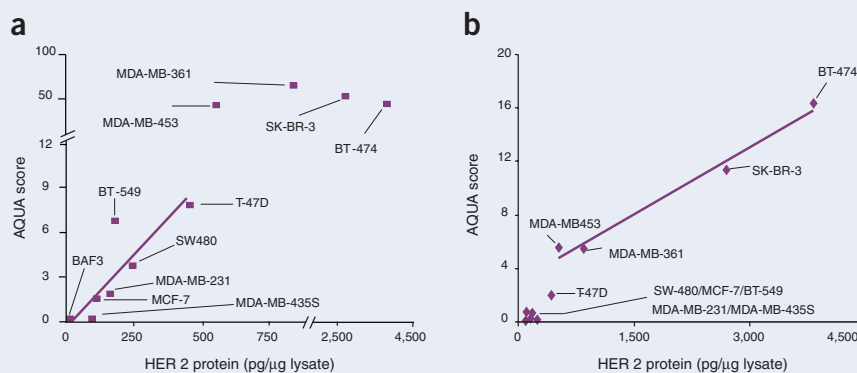 a
100
50
12
9
6
3
0
AQUA score
MDA-MB-361
MDA-MB-453
SK-BR-3
BT-474
BT-549
T-47D
SW480
BAF3
MDA-MB-231
MCF-7
MDA-MB-435S
0 250 500 750 2,500 4,500
HER 2 protein (pg/µg lysate)
b
20
16
12
8
4
0
AQUA score
BT-474
SK-BR-3
MDA-MB453
MDA-MB-361
T-47D
SW-480/MCF-7/BT-549
MDA-MB-231/MDA-MB-435S
0 1,500 3,000 4,500
HER 2 protein (pg/µg lysate)